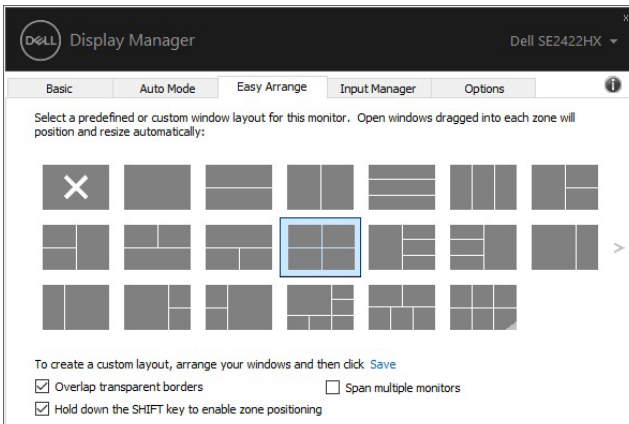 DELL Display Manager
Dell SE2422HX
Basic Auto Mode Easy Arrange Input Manager Options
Select a predefined or custom window layout for this monitor. Open windows dragged into each zone will
position and resize automatically:
To create a custom layout, arrange your windows and then click Save
Overlap transparent borders
Span multiple monitors
Hold down the SHIFT key to enable zone positioning